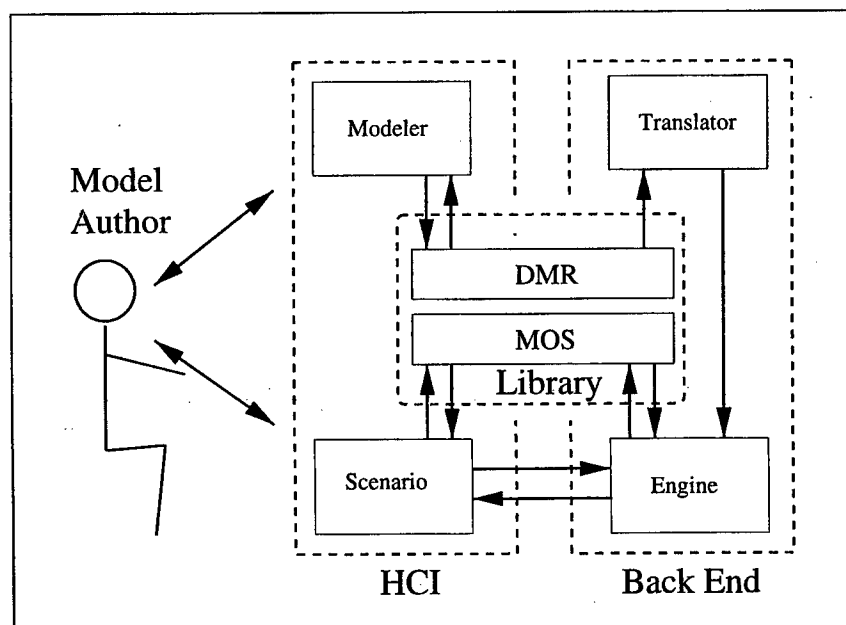 Modeler
Translator
Model
Author
DMR
MOS
Library
Scenario
Engine
HCI
Back End